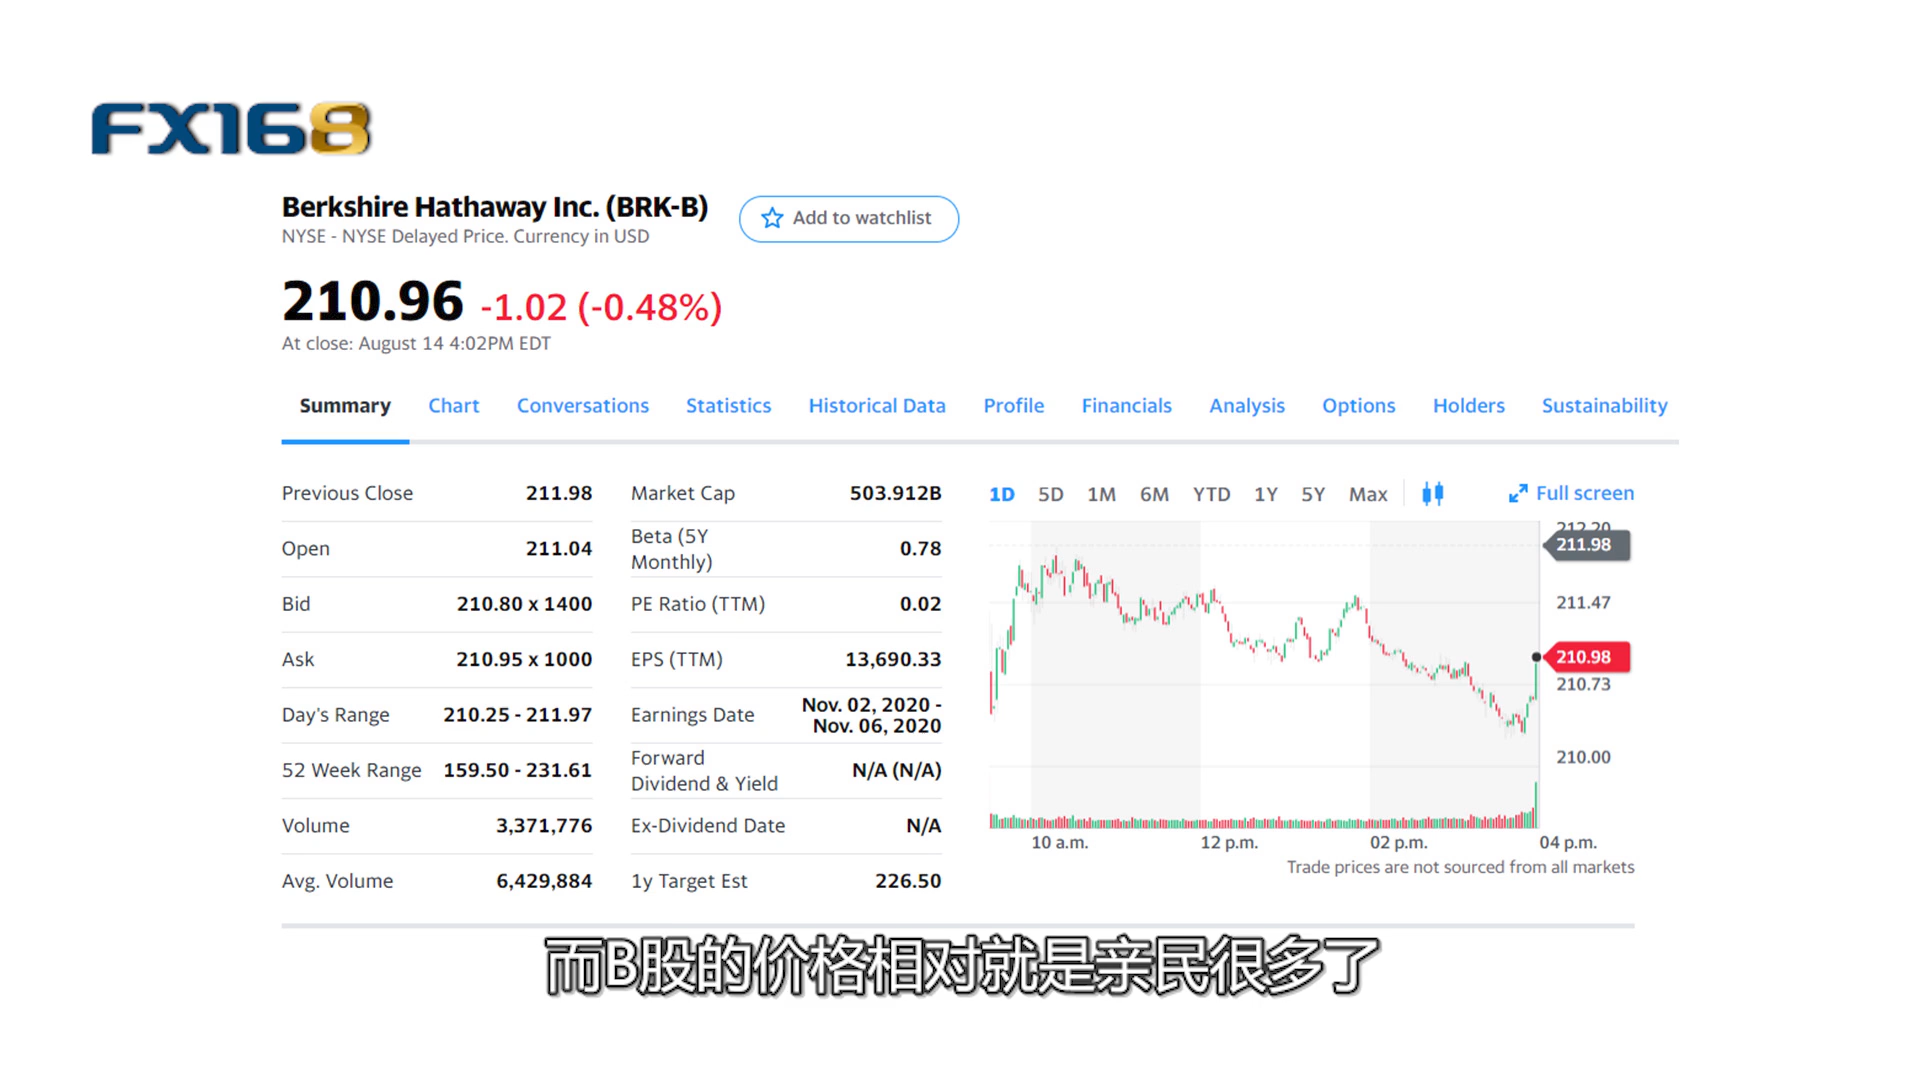 FX168
Berkshire Hathaway Inc. (BRK-B)
Add to watchlist
NYSE - NYSE Delayed Price. Currency in USD
210.96 -1.02 (-0.48%)
At close: August 14 4:02PM EDT
Summary Chart Conversations Statistics Historical Data Profile Financials Analysis Options Holders Sustainability
Previous Close 211.98
Open 211.04
Bid 210.80 x 1400
Ask 210.95 x 1000
Day's Range 210.25 - 211.97
52 Week Range 159.50 - 231.61
Volume 3,371,776
Avg. Volume 6,429,884
Market Cap 503.912B
Beta (5Y
Monthly) 0.78
PE Ratio (TTM) 0.02
EPS (TTM) 13,690.33
Earnings Date Nov. 02, 2020 -
Nov. 06, 2020
Forward
Dividend & Yield N/A (N/A)
Ex-Dividend Date N/A
1y Target Est 226.50
1D 5D 1M 6M YTD 1Y 5Y Max Full screen
212.20
211.98
211.47
210.98
210.73
210.00
10 a.m. 12 p.m. 02 p.m. 04 p.m.
Trade prices are not sourced from all markets
而B股的价格相对就是亲民很多了